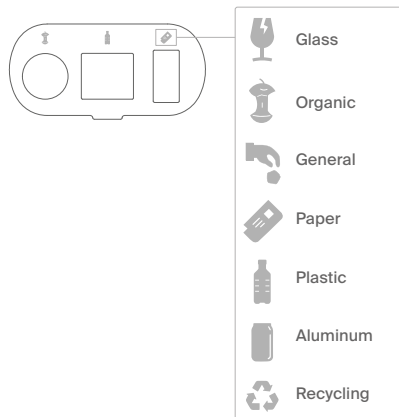 Glass
Organic
General
Paper
Plastic
Aluminum
Recycling